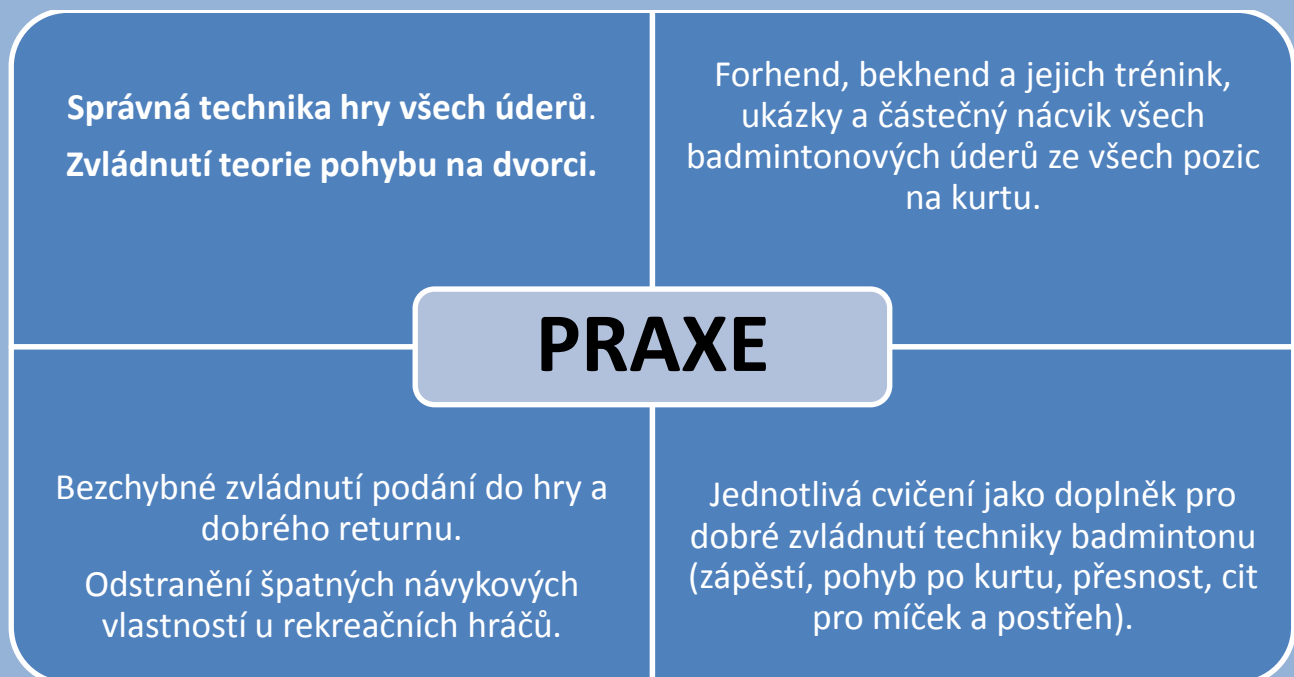 Správná technika hry všech úderů.
Zvládnutí teorie pohybu na dvorci.
Forhend, bekhend a jejich trénink,
ukázky a částečný nácvik všech
badmintonových úderů ze všech pozic
na kurtu.
PRAXE
Bezchybné zvládnutí podání do hry a
dobrého returnu.
Odstranění špatných návykových
vlastností u rekreačních hráčů.
Jednotlivá cvičení jako doplněk pro
dobré zvládnutí techniky badmintonu
(zápěstí, pohyb po kurtu, přesnost, cit
pro míček a postřeh).